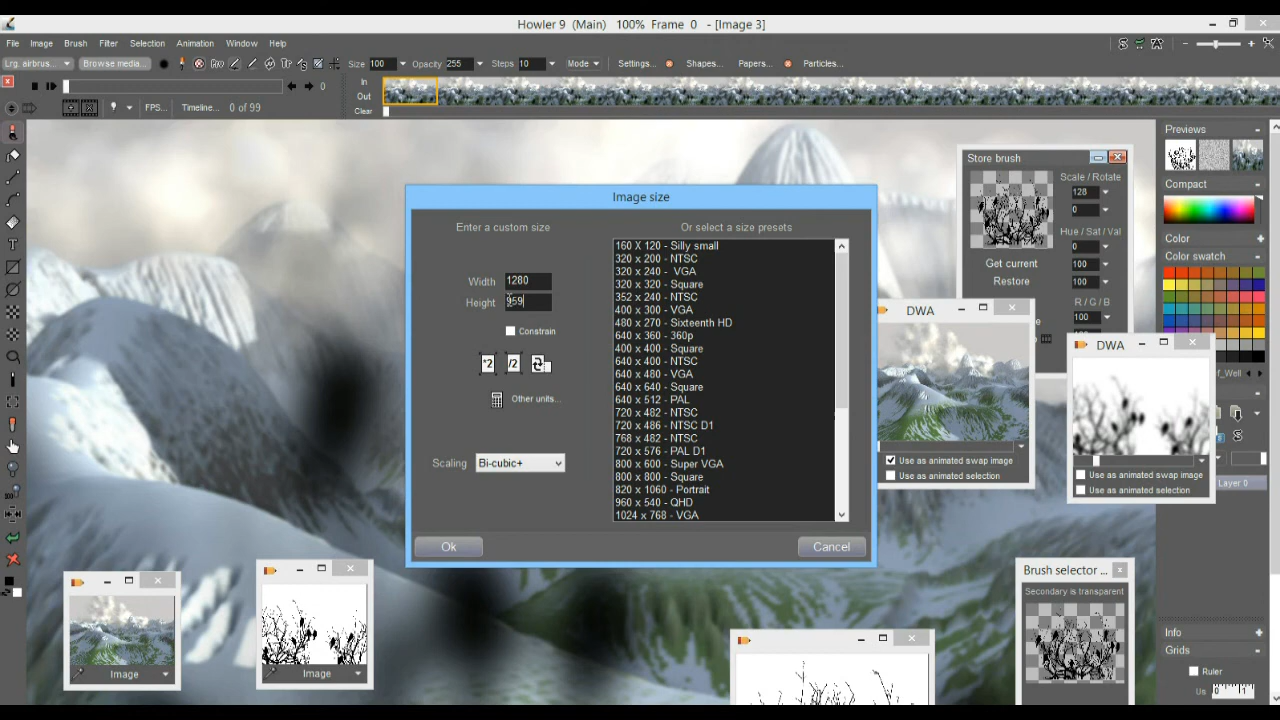 Howler 9 (Main) 100% Frame 0 - [Image 3]
File Image Brush Filter Selection Animation Window Help
Lrg. airbrus... Browse media... Size 100 Opacity 255 Steps 10 Mode Settings... Shapes... Papers... Particles...
In
Out
Clear
0
FPS... Timeline... 0 of 99
Previews
Compact
Color
Color swatch
Store brush
Scale / Rotate
128
0
Hue / Sat / Val
0
Get current 100
Restore 100
R / G / B
100
Image size
Enter a custom size
Or select a size presets
Width 1280
Height 959
Constrain
*2 /2
Other units...
Scaling Bi-cubic+
160 X 120 - Silly small
320 x 200 - NTSC
320 x 240 - VGA
320 x 320 - Square
352 x 240 - NTSC
400 x 300 - VGA
480 x 270 - Sixteenth HD
640 x 360 - 360p
400 x 400 - Square
640 x 400 - NTSC
640 x 480 - VGA
640 x 640 - Square
640 x 512 - PAL
720 x 482 - NTSC
720 x 486 - NTSC D1
768 x 482 - NTSC
720 x 576 - PAL D1
800 x 600 - Super VGA
800 x 800 - Square
820 x 1060 - Portrait
960 x 540 - QHD
1024 x 768 - VGA
Ok
Cancel
DWA
Use as animated swap image
Use as animated selection
DWA
Use as animated swap image
Use as animated selection
Layer 0
Image
Image
Brush selector ...
Secondary is transparent
Info
Grids
Ruler
Us 0 1